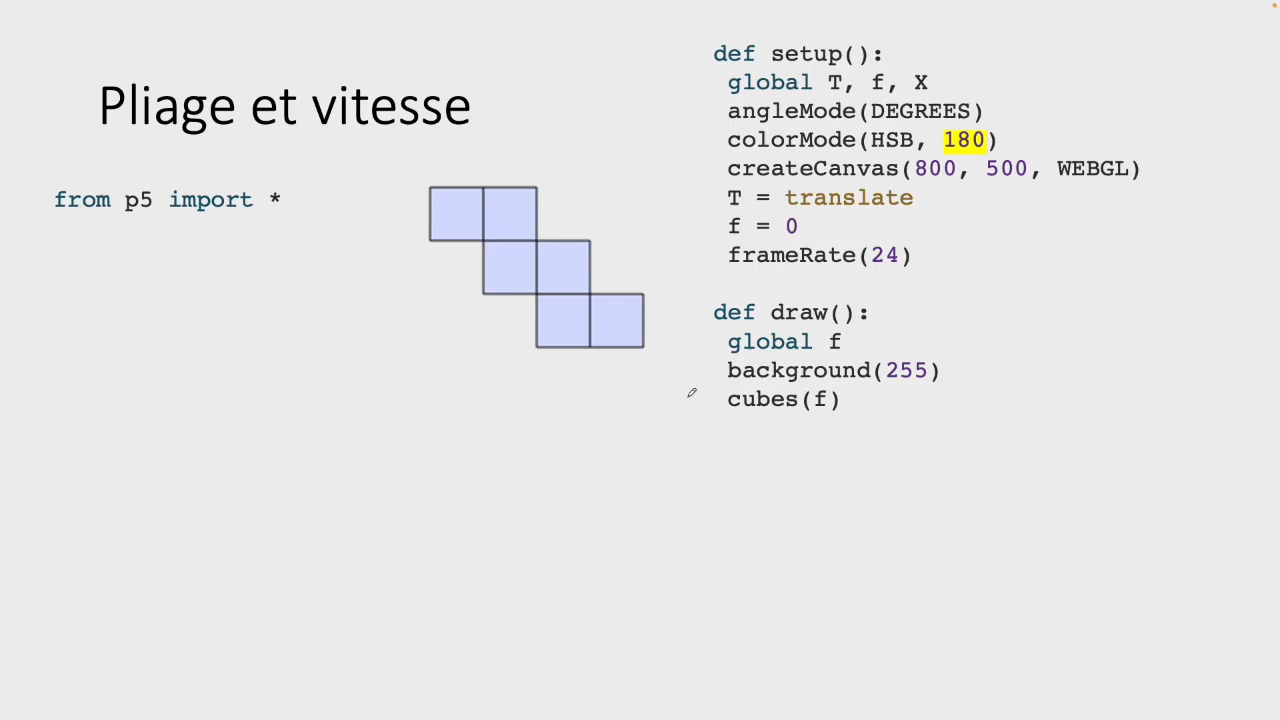 Pliage et vitesse
from p5 import *
def setup():
 global T, f, X
 angleMode(DEGREES)
 colorMode(HSB, 180)
 createCanvas(800, 500, WEBGL)
 T = translate
 f = 0
 frameRate(24)

def draw():
 global f
 background(255)
 cubes(f)